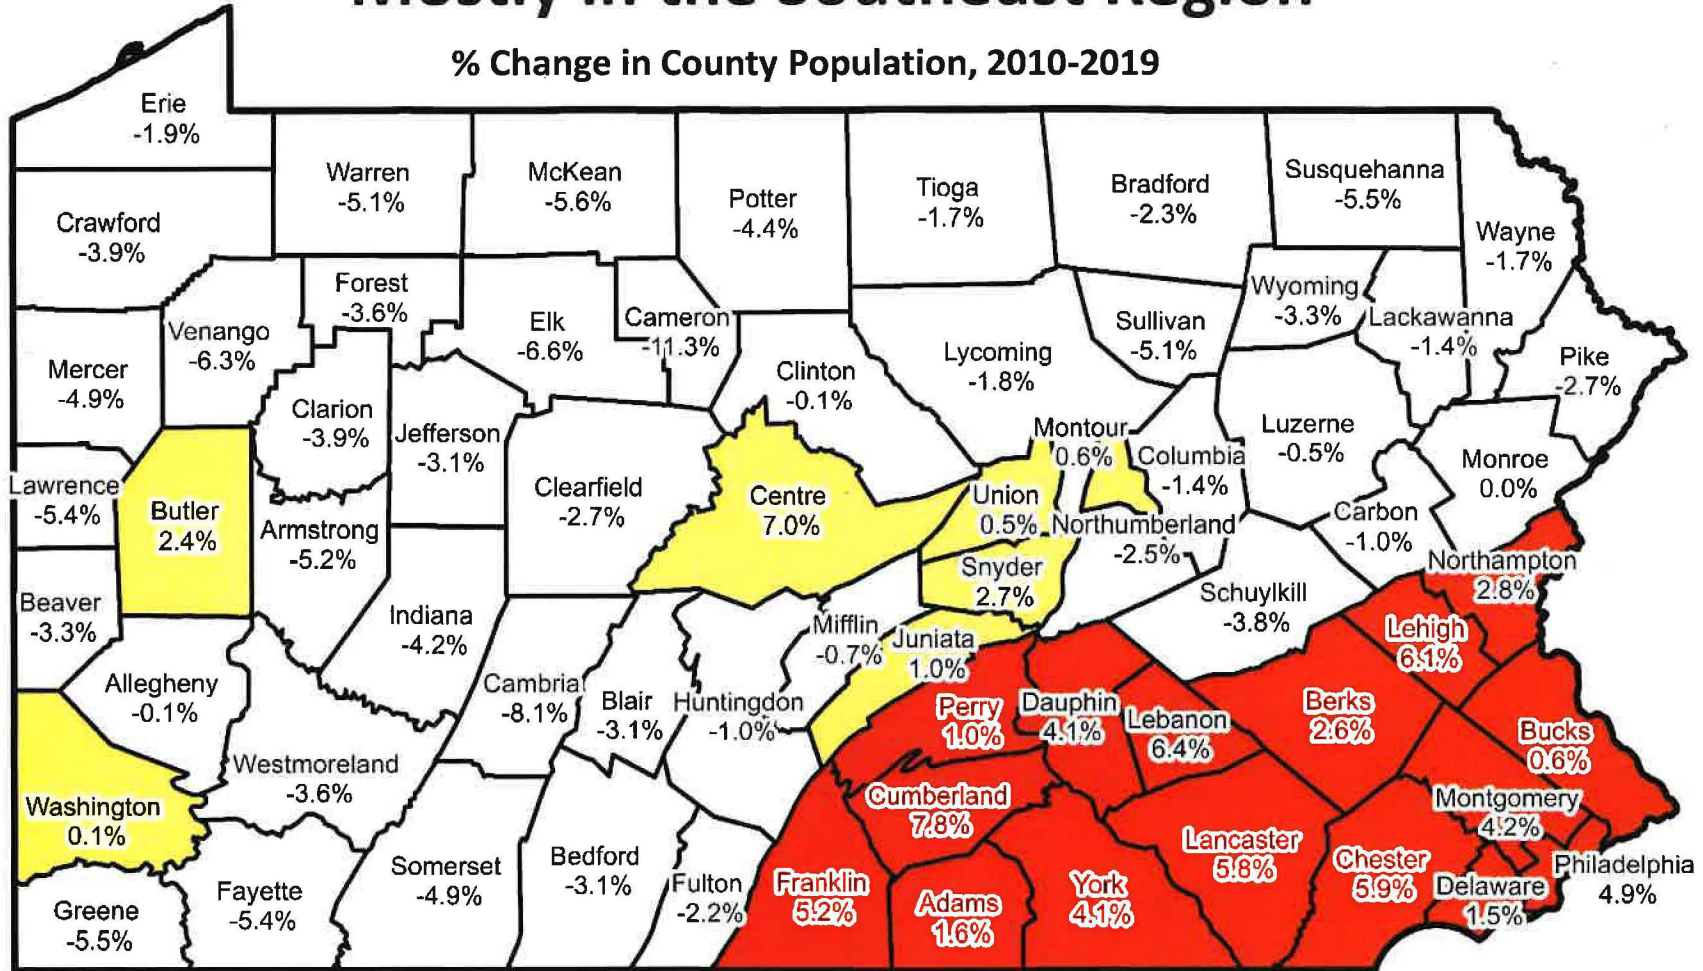 Mostly in the Southeast Region
% Change in County Population, 2010-2019
Erie
-1.9%
Warren
-5.1%
McKean
-5.6%
Potter
-4.4%
Tioga
-1.7%
Bradford
-2.3%
Susquehanna
-5.5%
Wayne
-1.7%
Crawford
-3.9%
Forest
-3.6%
Venango
-6.3%
Elk
-6.6%
Cameron
-11.3%
Wyoming
-3.3%
Lackawanna
-1.4%
Sullivan
-5.1%
Lycoming
-1.8%
Pike
-2.7%
Mercer
-4.9%
Clinton
-0.1%
Clarion
-3.9%
Jefferson
-3.1%
Montour
0.6%
Columbia
-1.4%
Luzerne
-0.5%
Monroe
0.0%
Lawrence
-5.4%
Butler
2.4%
Clearfield
-2.7%
Centre
7.0%
Union
0.5%
Northumberland
-2.5%
Carbon
-1.0%
Armstrong
-5.2%
Snyder
2.7%
Northampton
2.8%
Beaver
-3.3%
Indiana
-4.2%
Schuylkill
-3.8%
Mifflin
-0.7%
Juniata
1.0%
Lehigh
6.1%
Allegheny
-0.1%
Cambria
-8.1%
Blair
-3.1%
Huntingdon
-1.0%
Perry
1.0%
Dauphin
4.1%
Lebanon
6.4%
Berks
2.6%
Bucks
0.6%
Westmoreland
-3.6%
Washington
0.1%
Cumberland
7.8%
Montgomery
4.2%
Lancaster
5.8%
Chester
5.9%
Philadelphia
4.9%
Somerset
-4.9%
Bedford
-3.1%
Fulton
-2.2%
Franklin
5.2%
Adams
1.6%
York
4.1%
Delaware
1.5%
Greene
-5.5%
Fayette
-5.4%